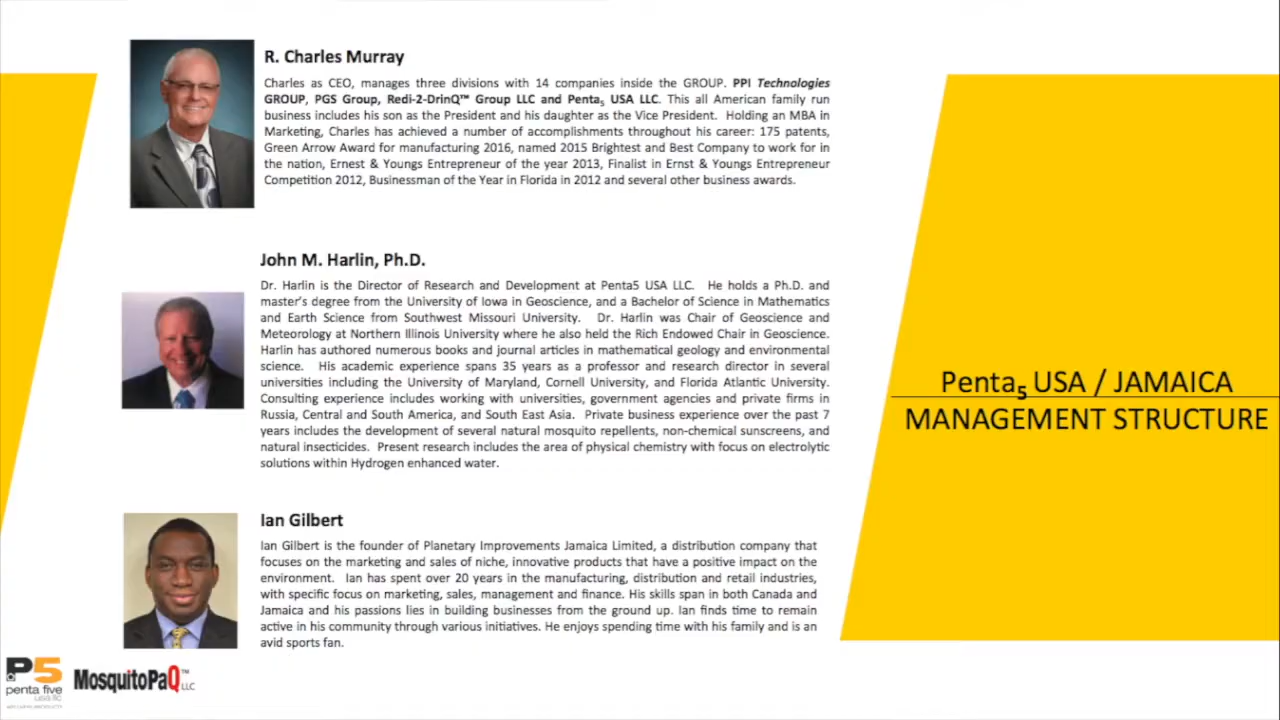 R. Charles Murray
Charles as CEO, manages three divisions with 14 companies inside the GROUP. PPI Technologies
GROUP, PGS Group, Redi-2-DrinQ™ Group LLC and Penta5 USA LLC. This all American family run
business includes his son as the President and his daughter as the Vice President. Holding an MBA in
Marketing, Charles has achieved a number of accomplishments throughout his career: 175 patents,
Green Arrow Award for manufacturing 2016, named 2015 Brightest and Best Company to work for in
the nation, Ernest & Youngs Entrepreneur of the year 2013, Finalist in Ernst & Youngs Entrepreneur
Competition 2012, Businessman of the Year in Florida in 2012 and several other business awards.
John M. Harlin, Ph.D.
Dr. Harlin is the Director of Research and Development at Penta5 USA LLC. He holds a Ph.D. and
master's degree from the University of Iowa in Geoscience, and a Bachelor of Science in Mathematics
and Earth Science from Southwest Missouri University. Dr. Harlin was Chair of Geoscience and
Meteorology at Northern Illinois University where he also held the Rich Endowed Chair in Geoscience.
Harlin has authored numerous books and journal articles in mathematical geology and environmental
science. His academic experience spans 35 years as a professor and research director in several
universities including the University of Maryland, Cornell University, and Florida Atlantic University.
Consulting experience includes working with universities, government agencies and private firms in
Russia, Central and South America, and South East Asia. Private business experience over the past 7
years includes the development of several natural mosquito repellents, non-chemical sunscreens, and
natural insecticides. Present research includes the area of physical chemistry with focus on electrolytic
solutions within Hydrogen enhanced water.
Ian Gilbert
Ian Gilbert is the founder of Planetary Improvements Jamaica Limited, a distribution company that
focuses on the marketing and sales of niche, innovative products that have a positive impact on the
environment. Ian has spent over 20 years in the manufacturing, distribution and retail industries,
with specific focus on marketing, sales, management and finance. His skills span in both Canada and
Jamaica and his passions lies in building businesses from the ground up. Ian finds time to remain
active in his community through various initiatives. He enjoys spending time with his family and is an
avid sports fan.
Penta5 USA / JAMAICA
MANAGEMENT STRUCTURE
P5
penta five
usa llc
MosquitoPaQ™ LLC